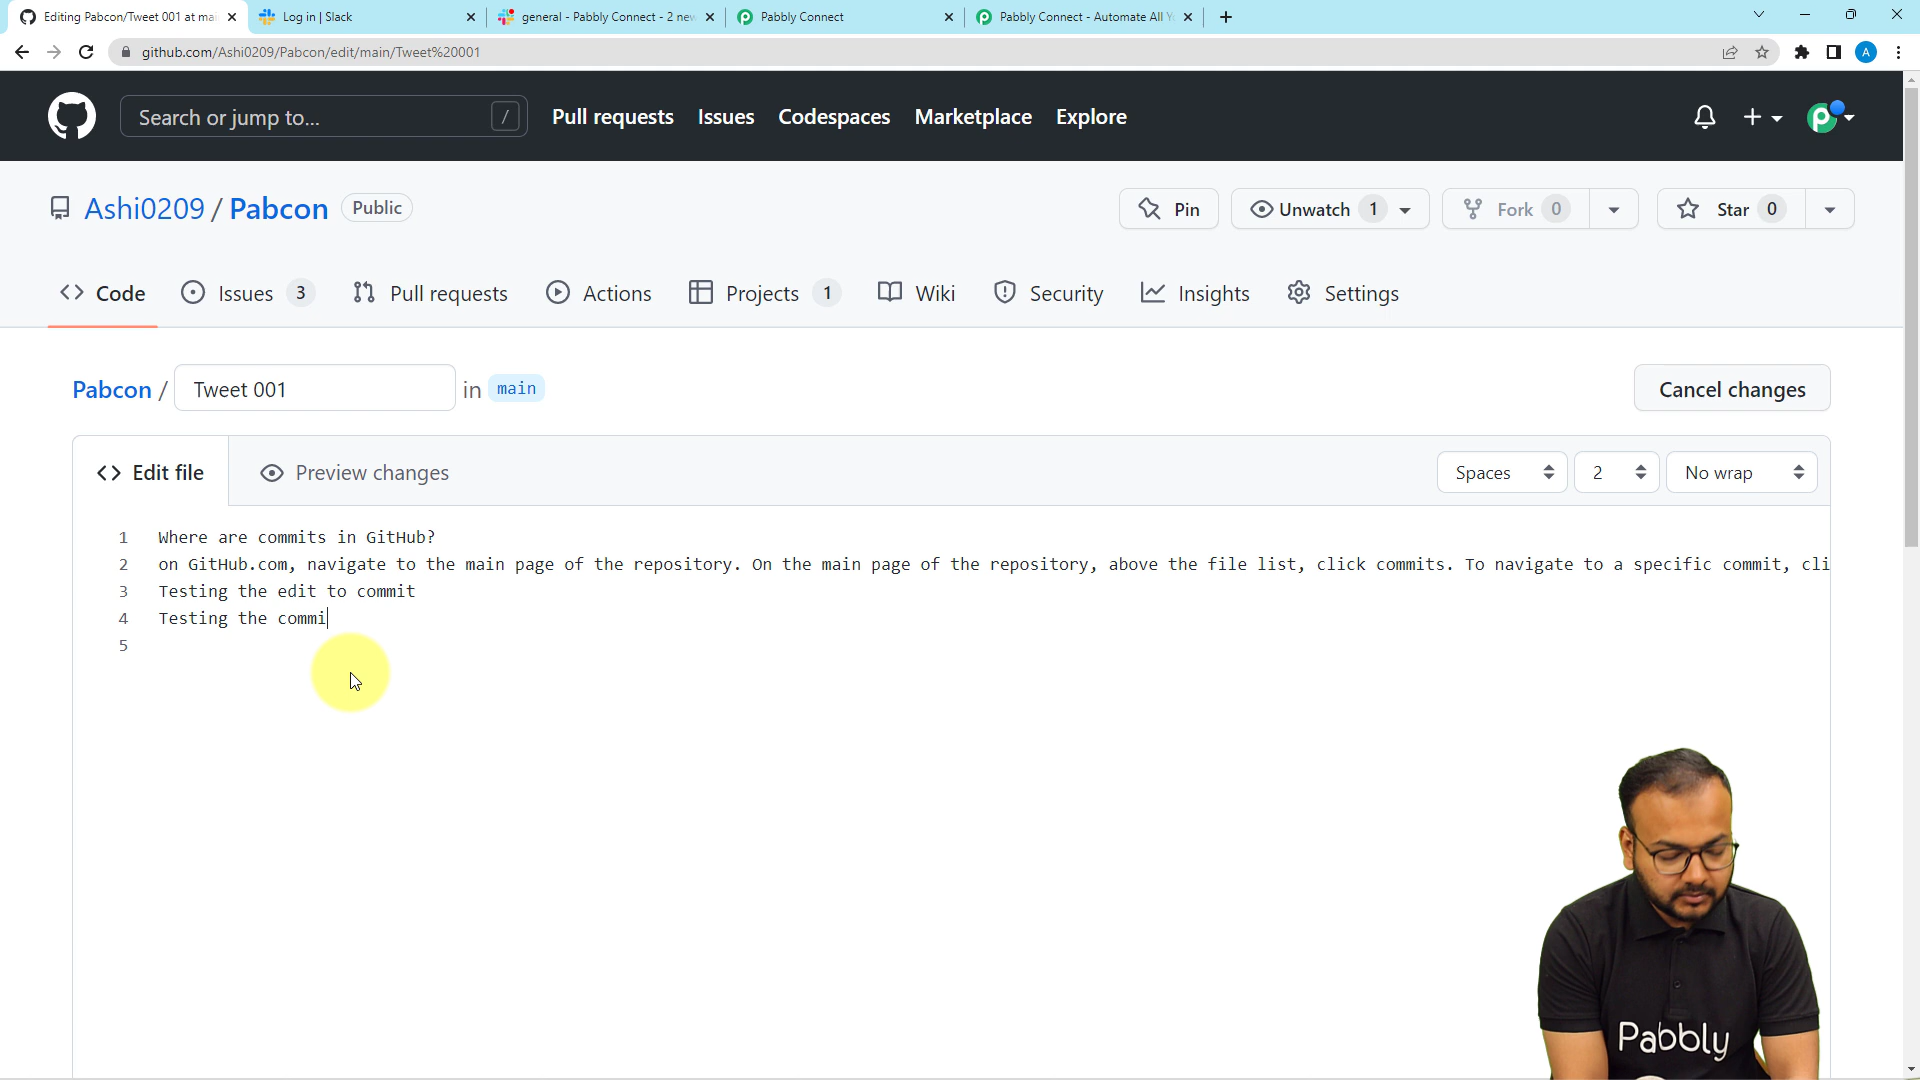 Editing Pabcon/Tweet 001 at mai
Log in | Slack
general - Pabbly Connect - 2 new
Pabbly Connect
Pabbly Connect - Automate All Y
github.com/Ashi0209/Pabcon/edit/main/Tweet%20001
A
Search or jump to...
/
Pull requests
Issues
Codespaces
Marketplace
Explore
Ashi0209 / Pabcon
Public
Pin
Unwatch 1
Fork 0
Star 0
Code
Issues 3
Pull requests
Actions
Projects 1
Wiki
Security
Insights
Settings
Pabcon / Tweet 001 in main
Cancel changes
Edit file
Preview changes
Spaces
2
No wrap
1 Where are commits in GitHub?
2 on GitHub.com, navigate to the main page of the repository. On the main page of the repository, above the file list, click commits. To navigate to a specific commit, cli
3 Testing the edit to commit
4 Testing the commi
5
Pabbly